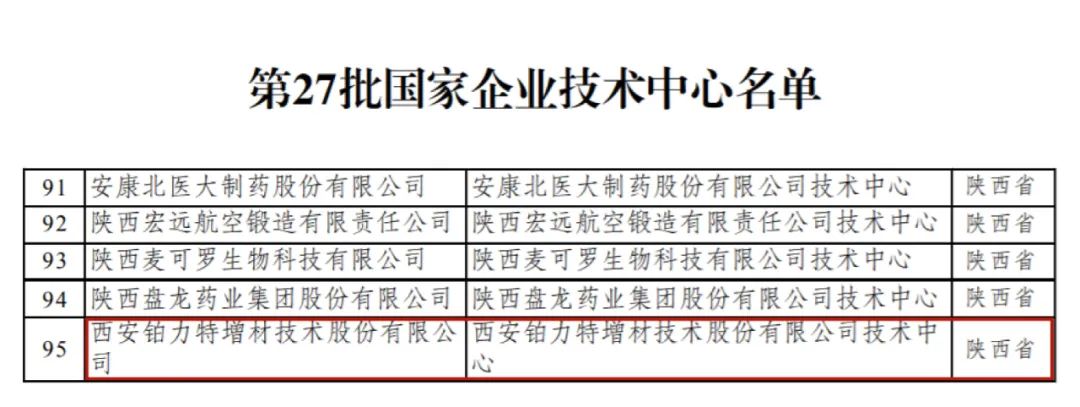 第27批国家企业技术中心名单
91 安康北医大制药股份有限公司 安康北医大制药股份有限公司技术中心 陕西省
92 陕西宏远航空锻造有限责任公司 陕西宏远航空锻造有限责任公司技术中心 陕西省
93 陕西麦可罗生物科技有限公司 陕西麦可罗生物科技有限公司技术中心 陕西省
94 陕西盘龙药业集团股份有限公司 陕西盘龙药业集团股份有限公司技术中心 陕西省
95 西安铂力特增材技术股份有限公司 西安铂力特增材技术股份有限公司技术中心 陕西省